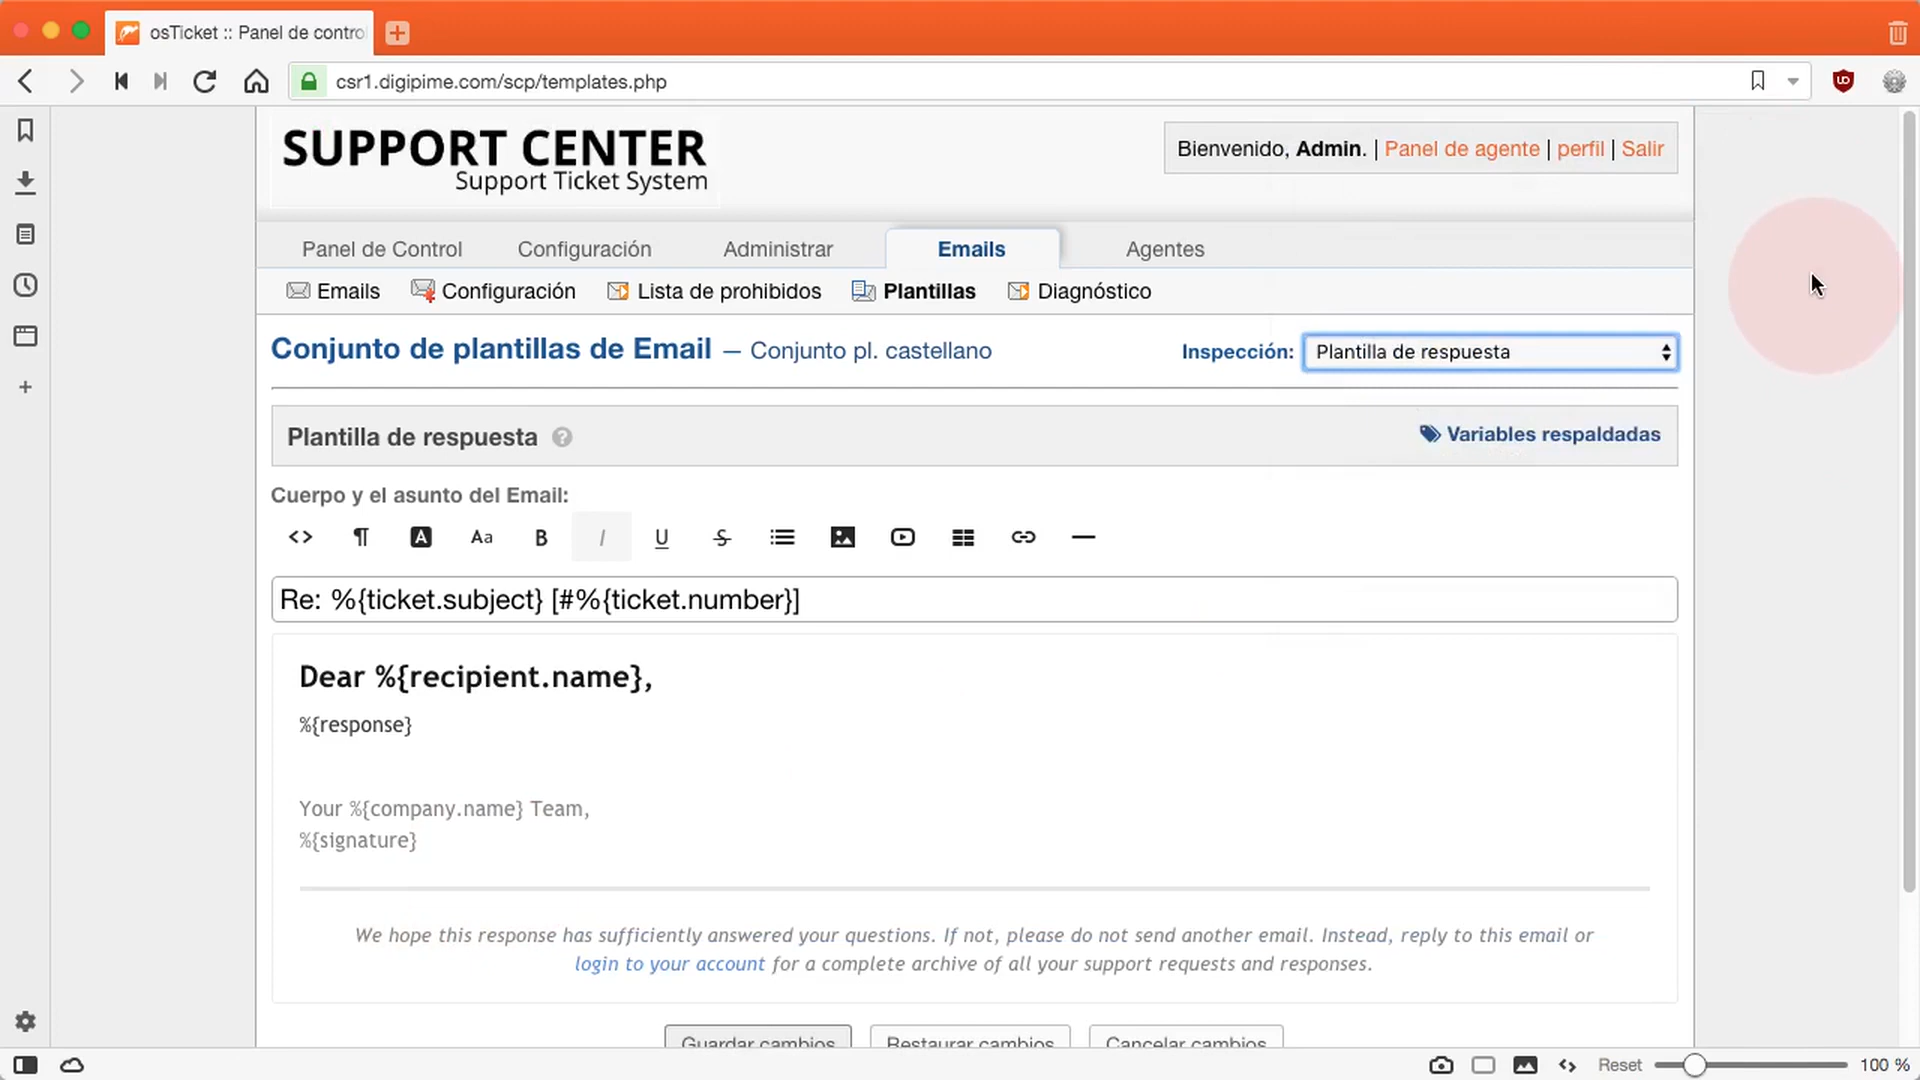 osTicket :: Panel de contro
csr1.digipime.com/scp/templates.php
SUPPORT CENTER
Support Ticket System
Bienvenido, Admin. | Panel de agente | perfil | Salir
Panel de Control Configuración Administrar Emails Agentes
Emails Configuración Lista de prohibidos Plantillas Diagnóstico
Conjunto de plantillas de Email — Conjunto pl. castellano
Inspección: Plantilla de respuesta
Plantilla de respuesta ?
Variables respaldadas
Cuerpo y el asunto del Email:
Re: %{ticket.subject} [#%{ticket.number}]
Dear %{recipient.name},
%{response}
Your %{company.name} Team,
%{signature}
We hope this response has sufficiently answered your questions. If not, please do not send another email. Instead, reply to this email or
login to your account for a complete archive of all your support requests and responses.
Guardar cambios Restaurar cambios Cancelar cambios
Reset 100 %